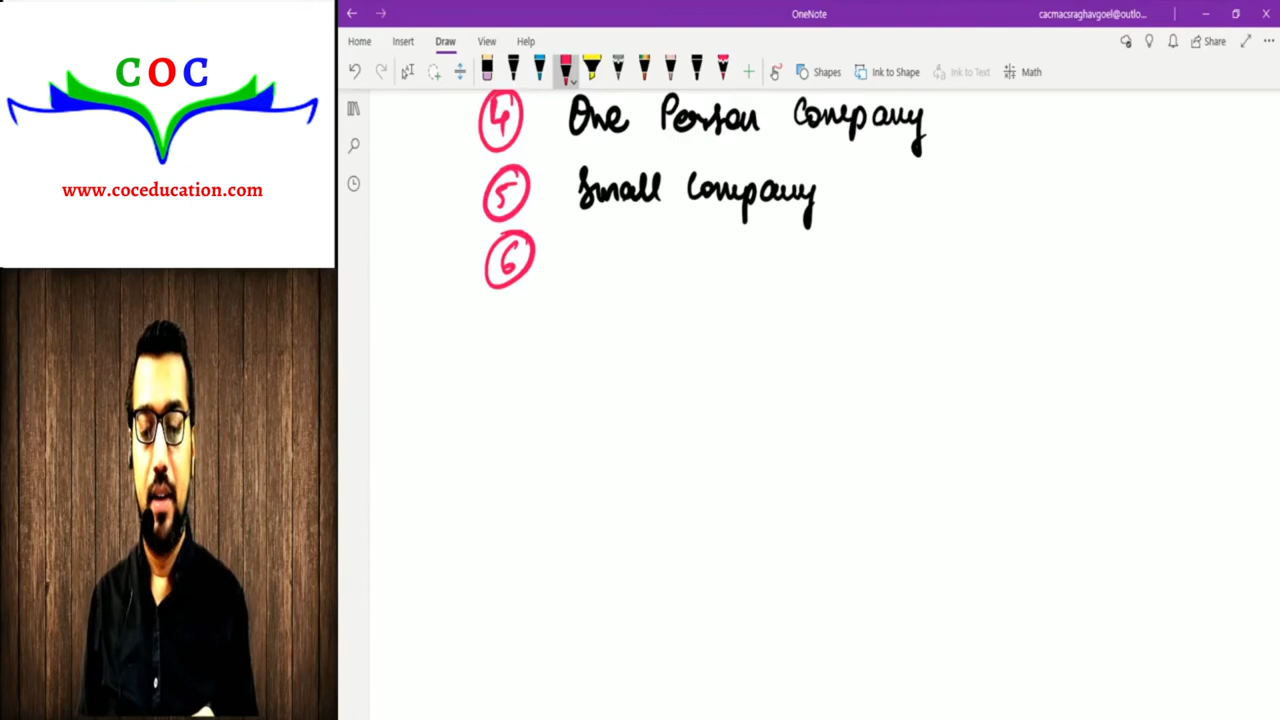 COC
www.coceducation.com
OneNote
cacmacsraghavgoel@outlo...
Home Insert Draw View Help
Share
Shapes Ink to Shape Ink to Text Math
4 One Person Company
5 Small Company
6